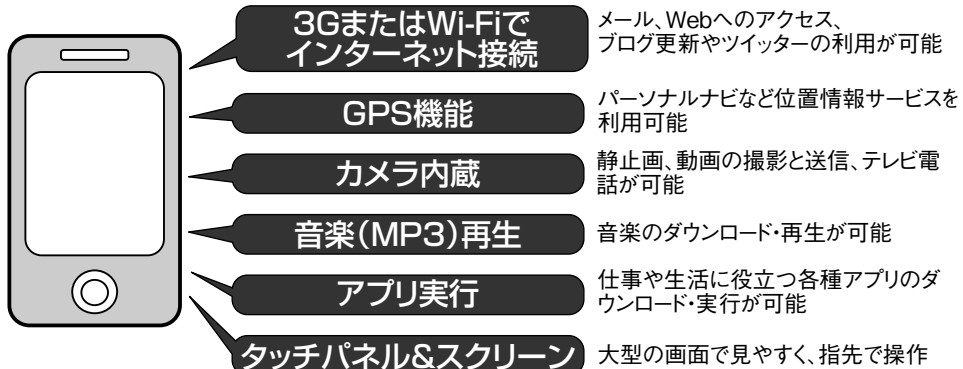 3GまたはWi-Fiで
インターネット接続
メール、Webへのアクセス、
ブログ更新やツイッターの利用が可能
GPS機能
パーソナルナビなど位置情報サービスを
利用可能
カメラ内蔵
静止画、動画の撮影と送信、テレビ電
話が可能
音楽(MP3)再生
音楽のダウンロード・再生が可能
アプリ実行
仕事や生活に役立つ各種アプリのダ
ウンロード・実行が可能
タッチパネル&スクリーン
大型の画面で見やすく、指先で操作